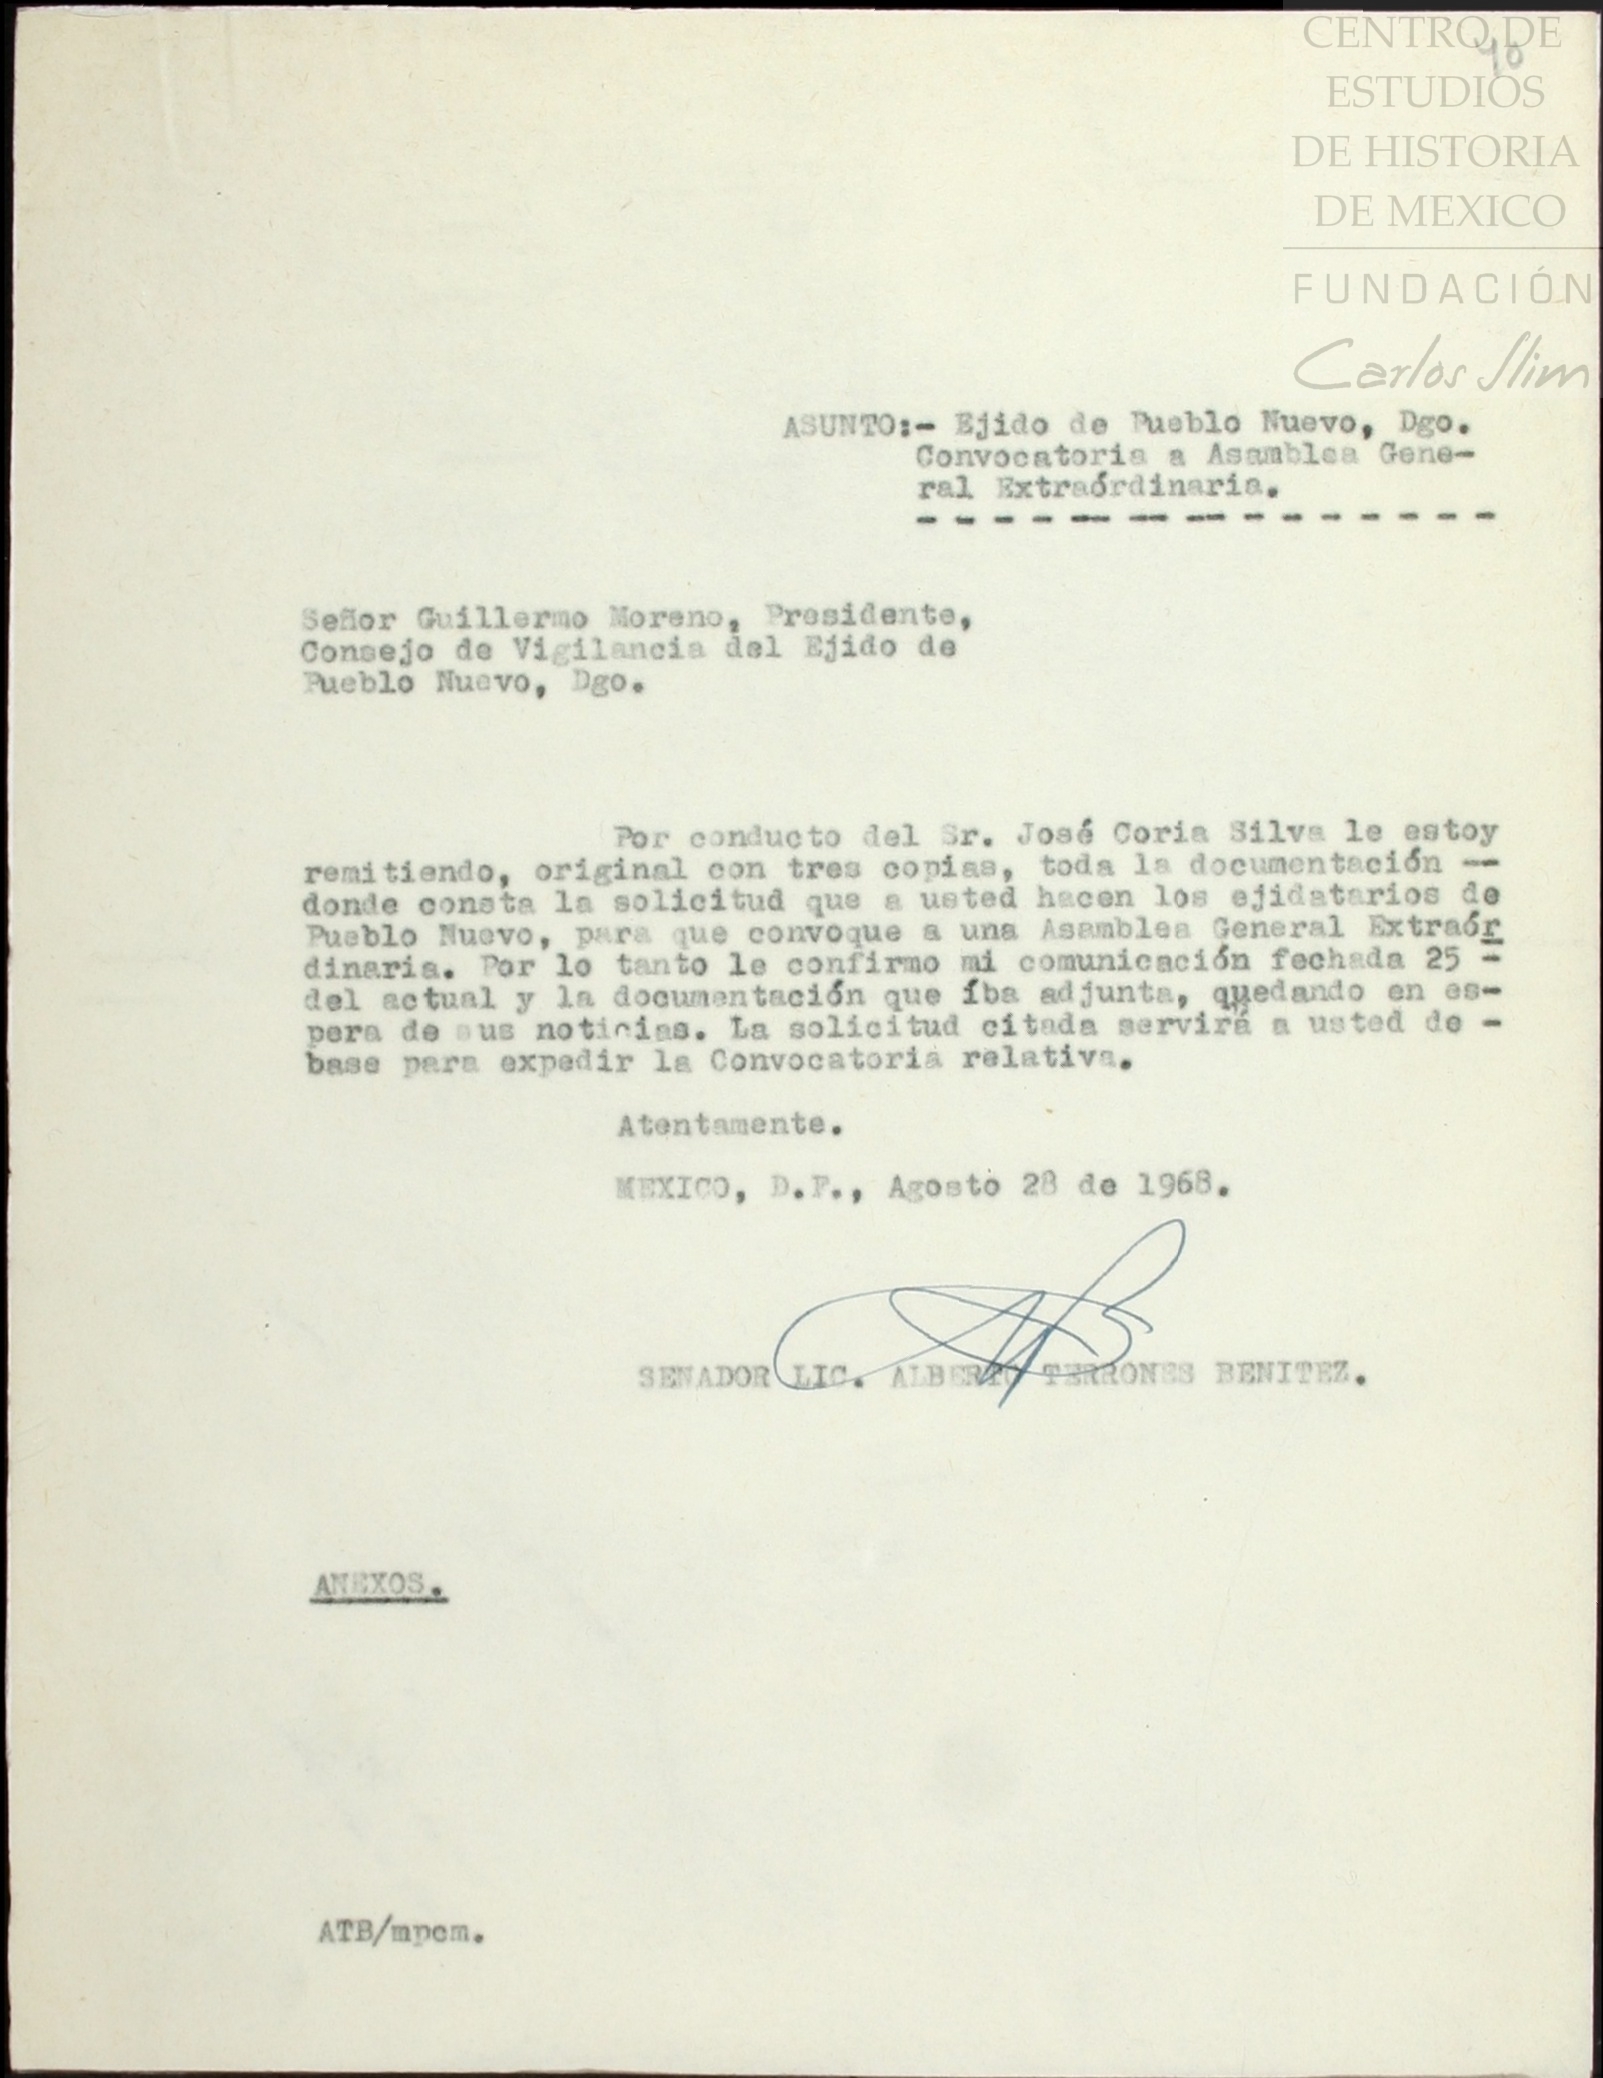 CENTRO DE
ESTUDIOS
DE HISTORIA
DE MEXICO
FUNDACIÓN
Carlos Slim
ASUNTO:- Ejido de Pueblo Nuevo, Dgo.
Convocatoria a Asamblea Gene-
ral Extraórdinaria.
- - - - - - - - - - - - - - -
Señor Guillermo Moreno, Presidente,
Consejo de Vigilancia del Ejido de
Pueblo Nuevo, Dgo.
Por conducto del Sr. José Coria Silva le estoy
remitiendo, original con tres copias, toda la documentación --
donde consta la solicitud que a usted hacen los ejidatarios de
Pueblo Nuevo, para que convoque a una Asamblea General Extraór
dinaria. Por lo tanto le confirmo mi comunicación fechada 25 -
del actual y la documentación que íba adjunta, quedando en es-
pera de sus noticias. La solicitud citada servirá a usted de -
base para expedir la Convocatoria relativa.
Atentamente.
MEXICO, D.F., Agosto 28 de 1968.
SENADOR LIC. ALBERTO TERRONES BENITEZ.
ANEXOS.
ATB/mpcm.